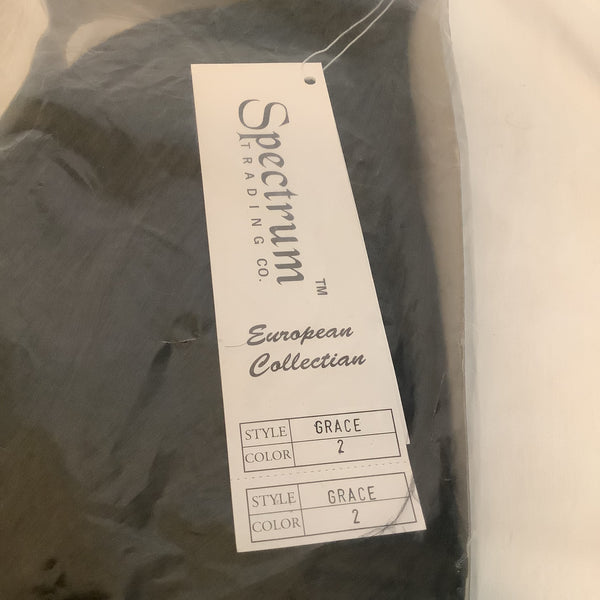 Spectrum
TRADING CO.
TM
European
Collectian
STYLE GRACE
COLOR 2
STYLE GRACE
COLOR 2